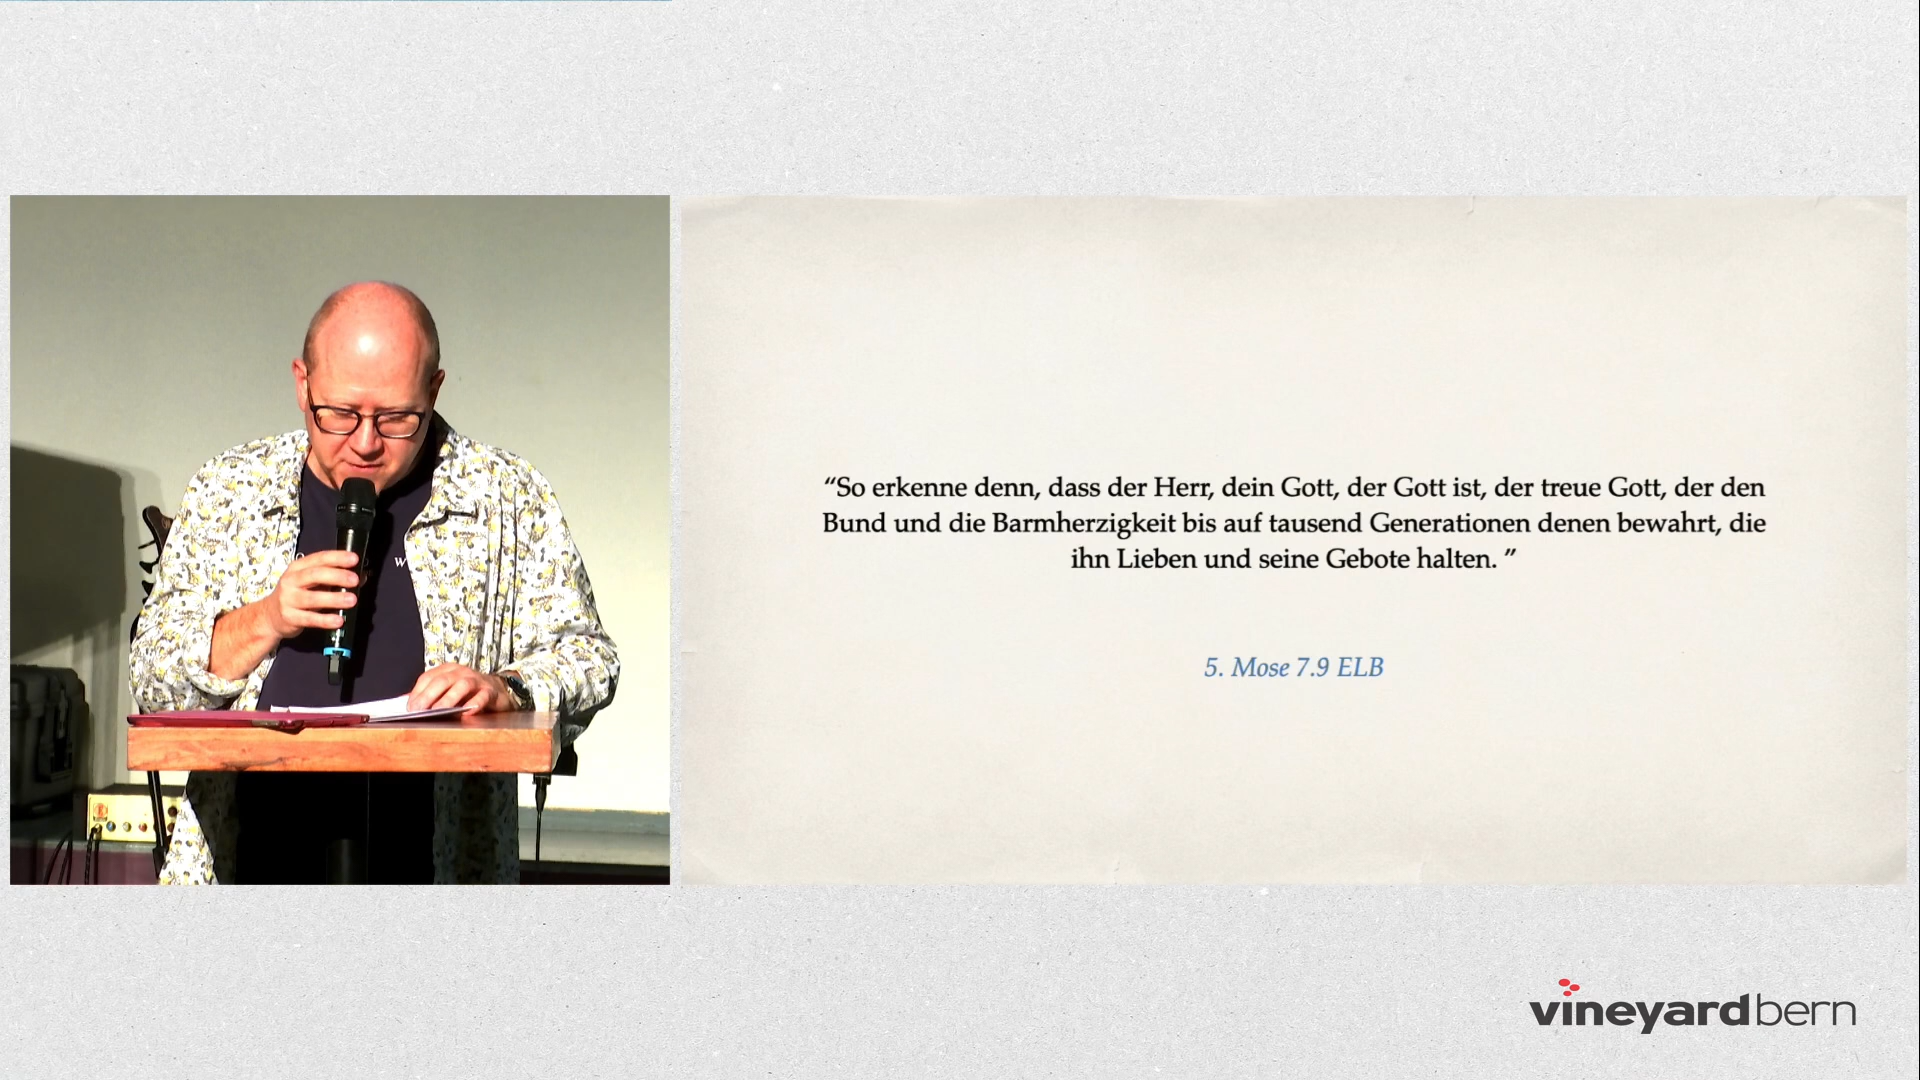 “So erkenne denn, dass der Herr, dein Gott, der Gott ist, der treue Gott, der den
Bund und die Barmherzigkeit bis auf tausend Generationen denen bewahrt, die
ihn Lieben und seine Gebote halten. ”
5. Mose 7.9 ELB
vineyardbern